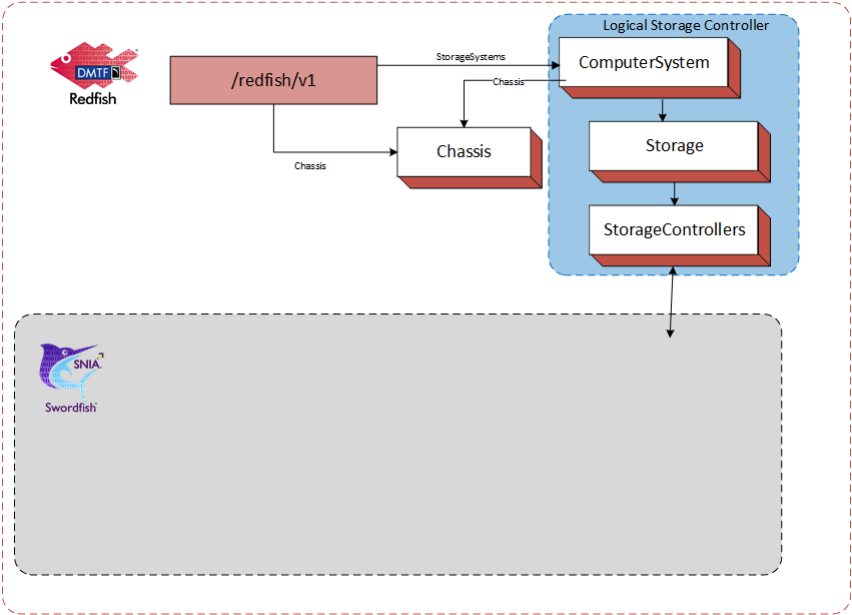 Logical Storage Controller
DMTF
Redfish
/redfish/v1
StorageSystems
ComputerSystem
Chassis
Chassis
Chassis
Storage
StorageControllers
SNIA
Swordfish